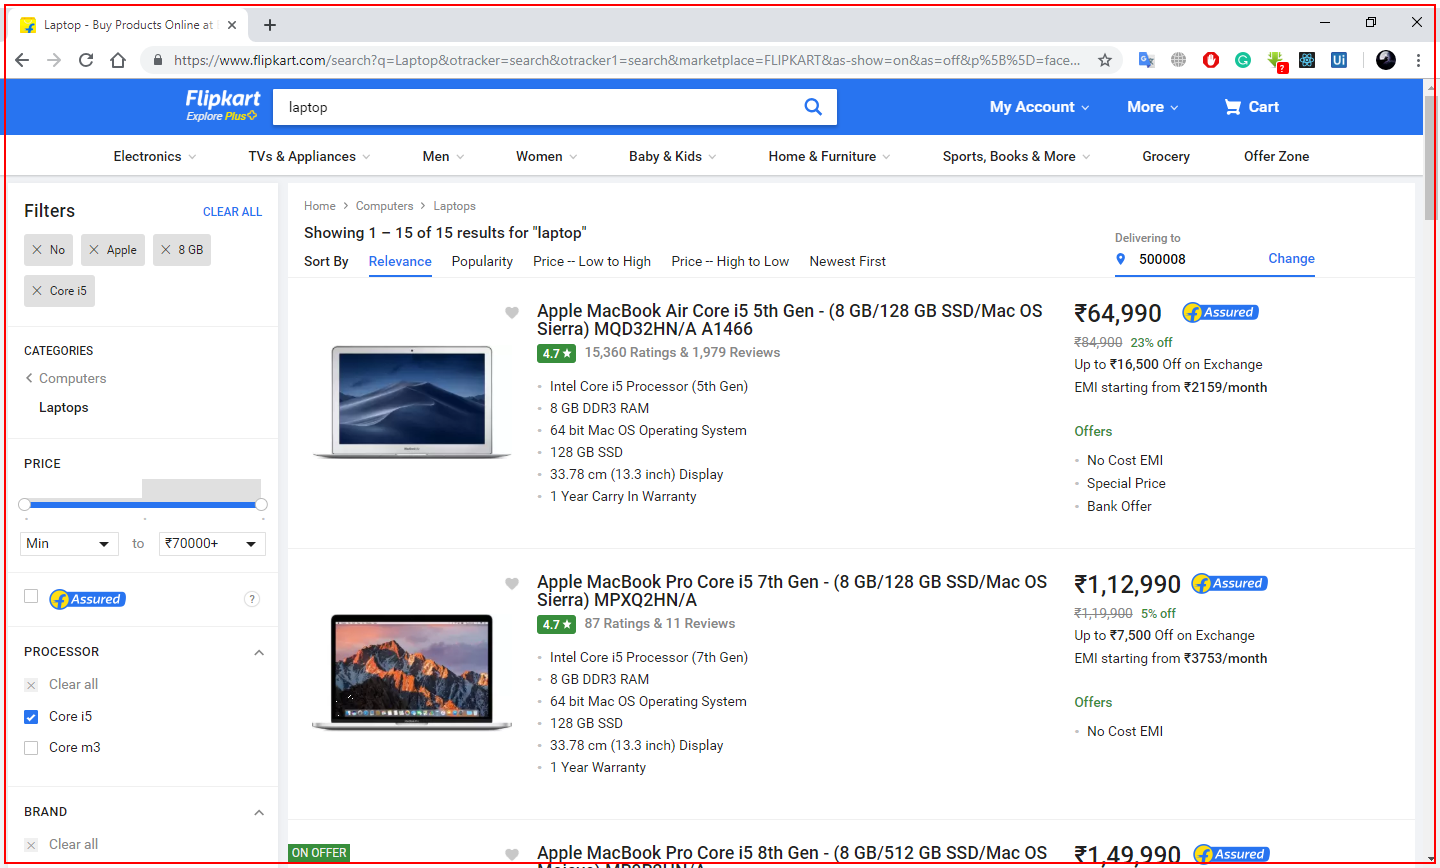 Laptop - Buy Products Online at
https://www.flipkart.com/search?q=Laptop&otracker=search&otracker1=search&marketplace=FLIPKART&as-show=on&as=off&p%5B%5D=face...
Flipkart
Explore Plus
laptop
My Account
More
Cart
Electronics
TVs & Appliances
Men
Women
Baby & Kids
Home & Furniture
Sports, Books & More
Grocery
Offer Zone
Filters
CLEAR ALL
No
Apple
8 GB
Core i5
CATEGORIES
Computers
Laptops
PRICE
Min
to
₹70000+
Assured
?
PROCESSOR
Clear all
Core i5
Core m3
BRAND
Clear all
Home > Computers > Laptops
Showing 1 – 15 of 15 results for "laptop"
Sort By
Relevance
Popularity
Price -- Low to High
Price -- High to Low
Newest First
Delivering to
500008
Change
Apple MacBook Air Core i5 5th Gen - (8 GB/128 GB SSD/Mac OS
Sierra) MQD32HN/A A1466
4.7 ★ 15,360 Ratings & 1,979 Reviews
Intel Core i5 Processor (5th Gen)
8 GB DDR3 RAM
64 bit Mac OS Operating System
128 GB SSD
33.78 cm (13.3 inch) Display
1 Year Carry In Warranty
₹64,990
Assured
₹84,900 23% off
Up to ₹16,500 Off on Exchange
EMI starting from ₹2159/month
Offers
No Cost EMI
Special Price
Bank Offer
Apple MacBook Pro Core i5 7th Gen - (8 GB/128 GB SSD/Mac OS
Sierra) MPXQ2HN/A
4.7 ★ 87 Ratings & 11 Reviews
Intel Core i5 Processor (7th Gen)
8 GB DDR3 RAM
64 bit Mac OS Operating System
128 GB SSD
33.78 cm (13.3 inch) Display
1 Year Warranty
₹1,12,990
Assured
₹1,19,900 5% off
Up to ₹7,500 Off on Exchange
EMI starting from ₹3753/month
Offers
No Cost EMI
ON OFFER
Apple MacBook Pro Core i5 8th Gen - (8 GB/512 GB SSD/Mac OS
₹1,49,990
Assured